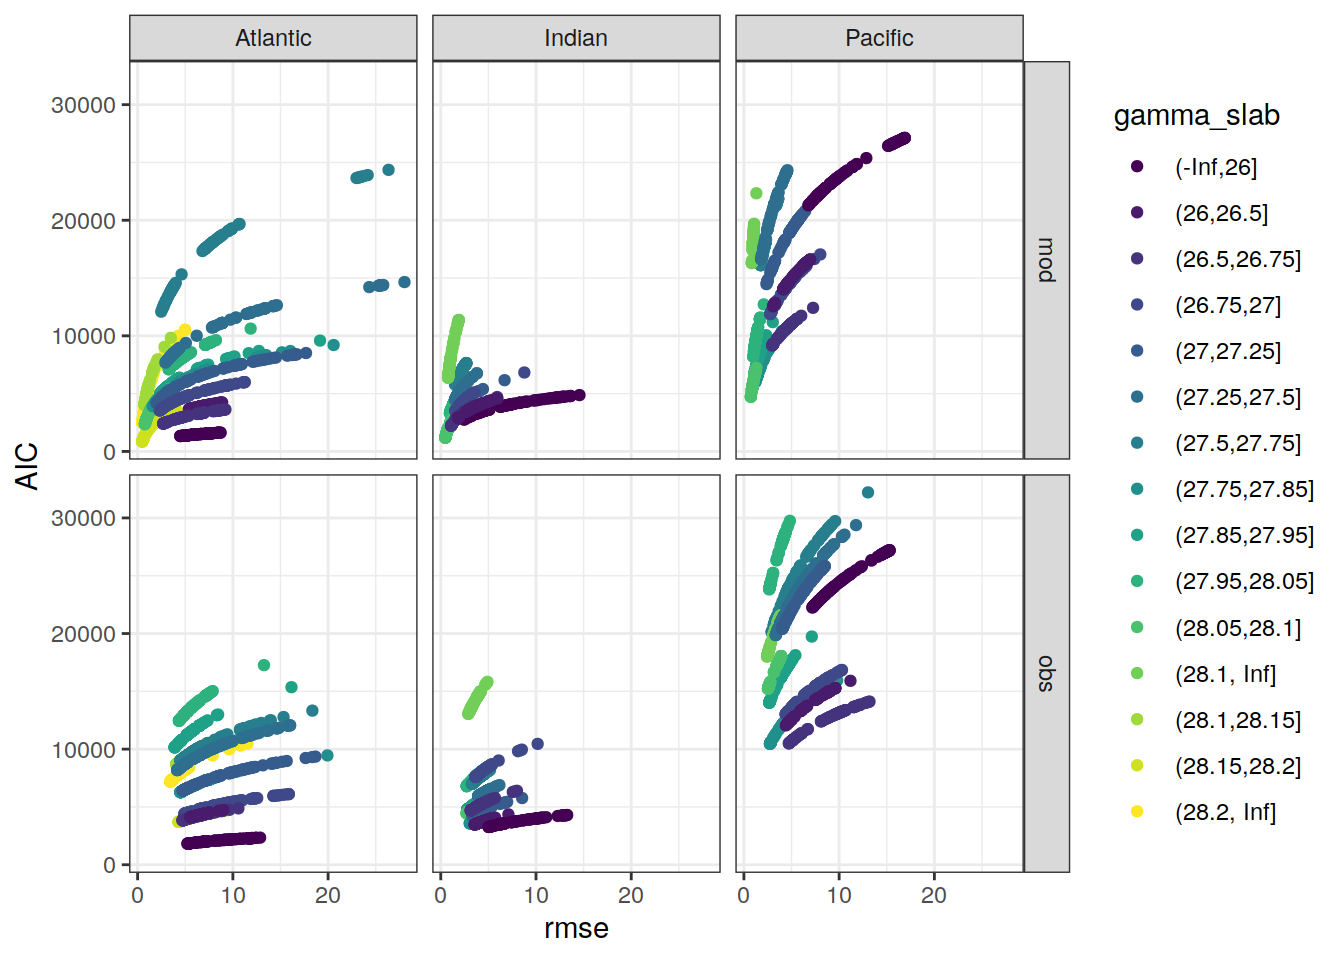 Atlantic
Indian
Pacific
30000
20000
10000
0
mod
30000
20000
10000
0
obs
AIC
0 10 20
0 10 20
0 10 20
rmse
gamma_slab
(-Inf,26]
(26,26.5]
(26.5,26.75]
(26.75,27]
(27,27.25]
(27.25,27.5]
(27.5,27.75]
(27.75,27.85]
(27.85,27.95]
(27.95,28.05]
(28.05,28.1]
(28.1, Inf]
(28.1,28.15]
(28.15,28.2]
(28.2, Inf]